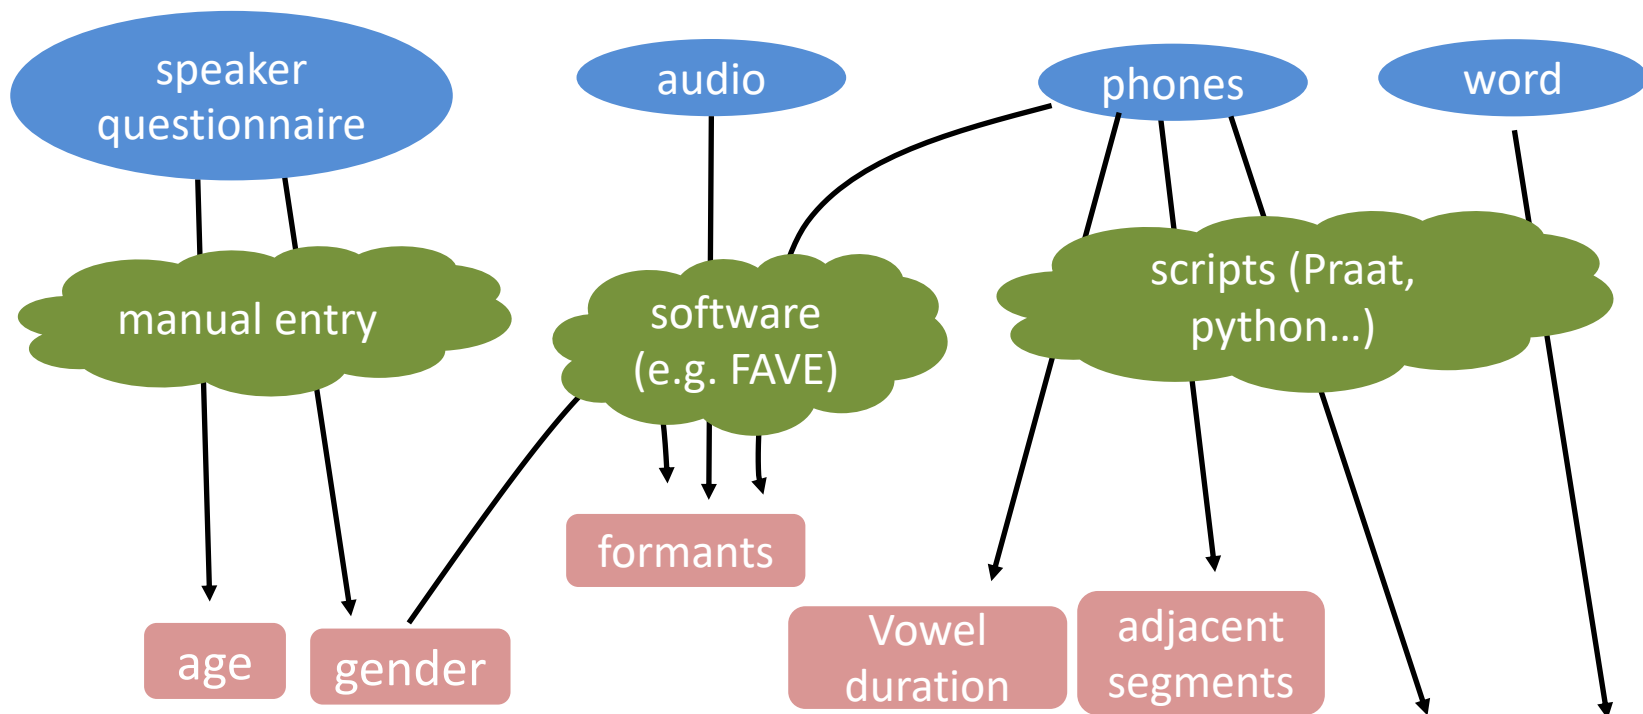 speaker
questionnaire
audio
phones
word
manual entry
software
(e.g. FAVE)
scripts (Praat,
python...)
formants
age
gender
Vowel
duration
adjacent
segments